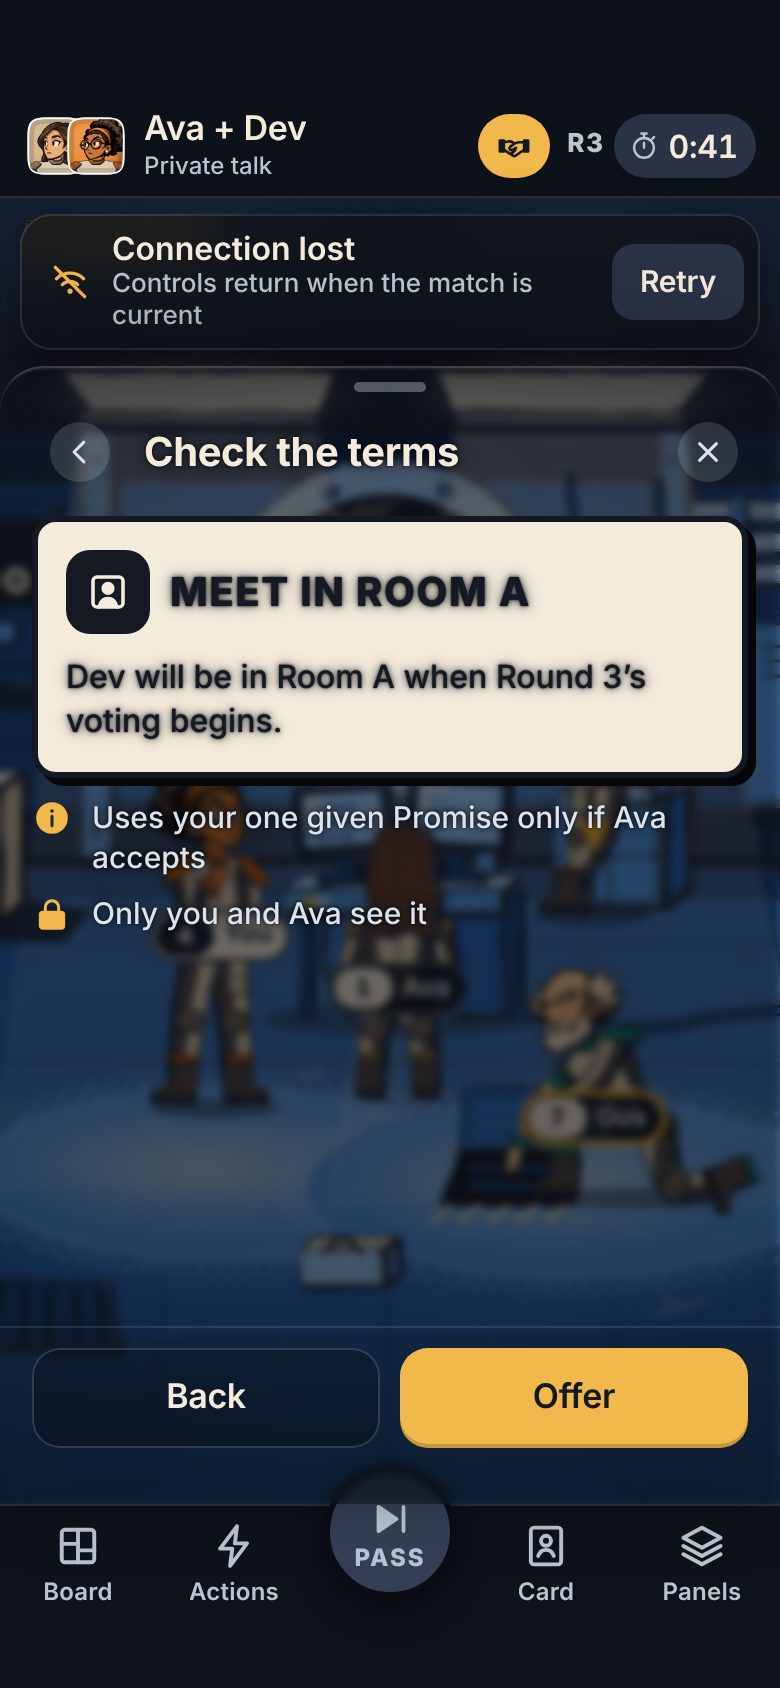 Ava + Dev
Private talk
R3
0:41
Connection lost
Controls return when the match is
current
Retry
Check the terms
MEET IN ROOM A
Dev will be in Room A when Round 3’s
voting begins.
Uses your one given Promise only if Ava
accepts
Only you and Ava see it
Ava
Gus
Back
Offer
PASS
Board
Actions
Card
Panels